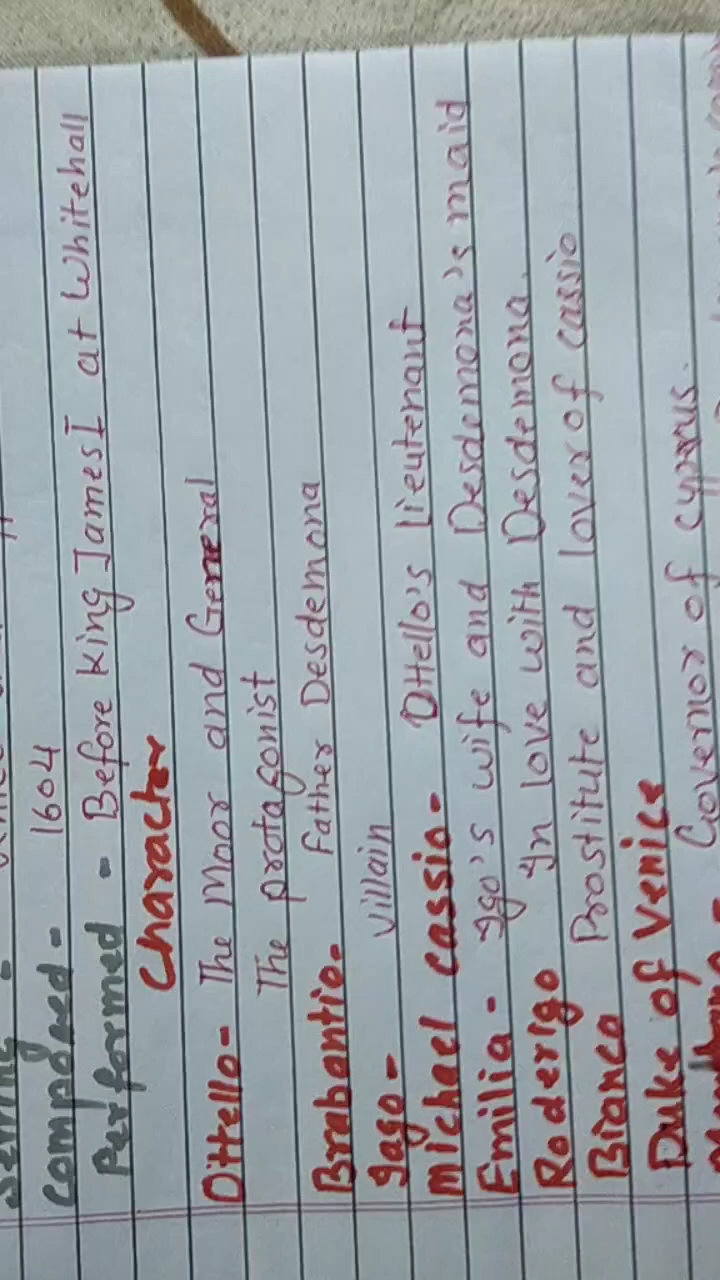 Composed - 1604
Performed - Before King James I at Whitehall
Character
Ottello - The Moor and General
The protagonist
Brabantio - Father Desdemona
Igago - Villain
Michael cassio - Ottello's Lieutenant
Emilia - Igo's wife and Desdemona's maid
Roderigo In love with Desdemona.
Bianca Prostitute and lover of cassio
Duke of Venice
Governor of cyprus.